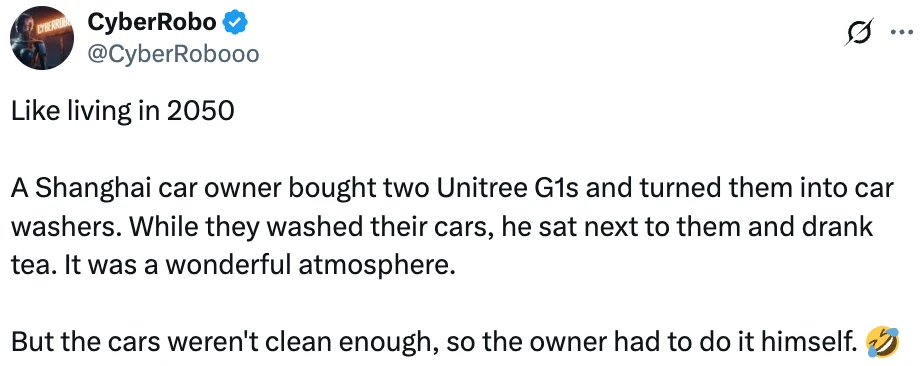 CyberRobo
@CyberRobooo
Like living in 2050
A Shanghai car owner bought two Unitree G1s and turned them into car
washers. While they washed their cars, he sat next to them and drank
tea. It was a wonderful atmosphere.
But the cars weren't clean enough, so the owner had to do it himself. 🤣